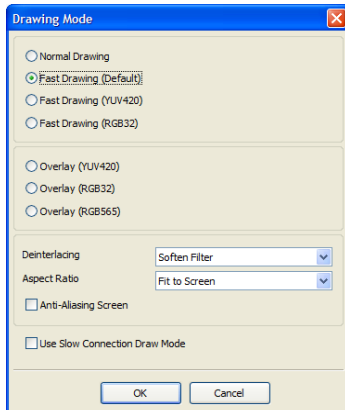 Drawing Mode
Normal Drawing
Fast Drawing (Default)
Fast Drawing (YUV420)
Fast Drawing (RGB32)
Overlay (YUV420)
Overlay (RGB32)
Overlay (RGB565)
Deinterlacing Soften Filter
Aspect Ratio Fit to Screen
Anti-Aliasing Screen
Use Slow Connection Draw Mode
OK Cancel